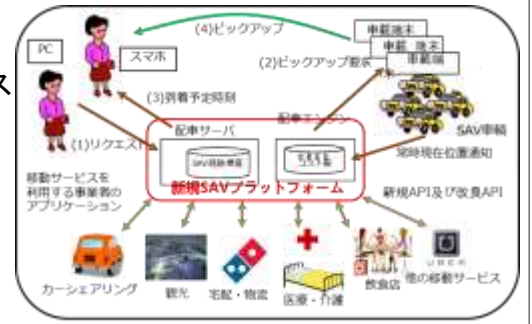 ス
(4)ピックアップ
PC
スマホ
車載端末
車載 端末
車載端
(2)ピックアップ要求
(3)到着予定時刻
配車サーバ
配車エンジン
(1)リクエスト
SAV車輌
常時現在位置通知
移動サービスを
利用する事業者の
アプリケーション
新規SAVプラットフォーム
新規API及び改良API
カーシェアリング
観光
宅配・物流
医療・介護
飲食店
他の移動サービス
UBER